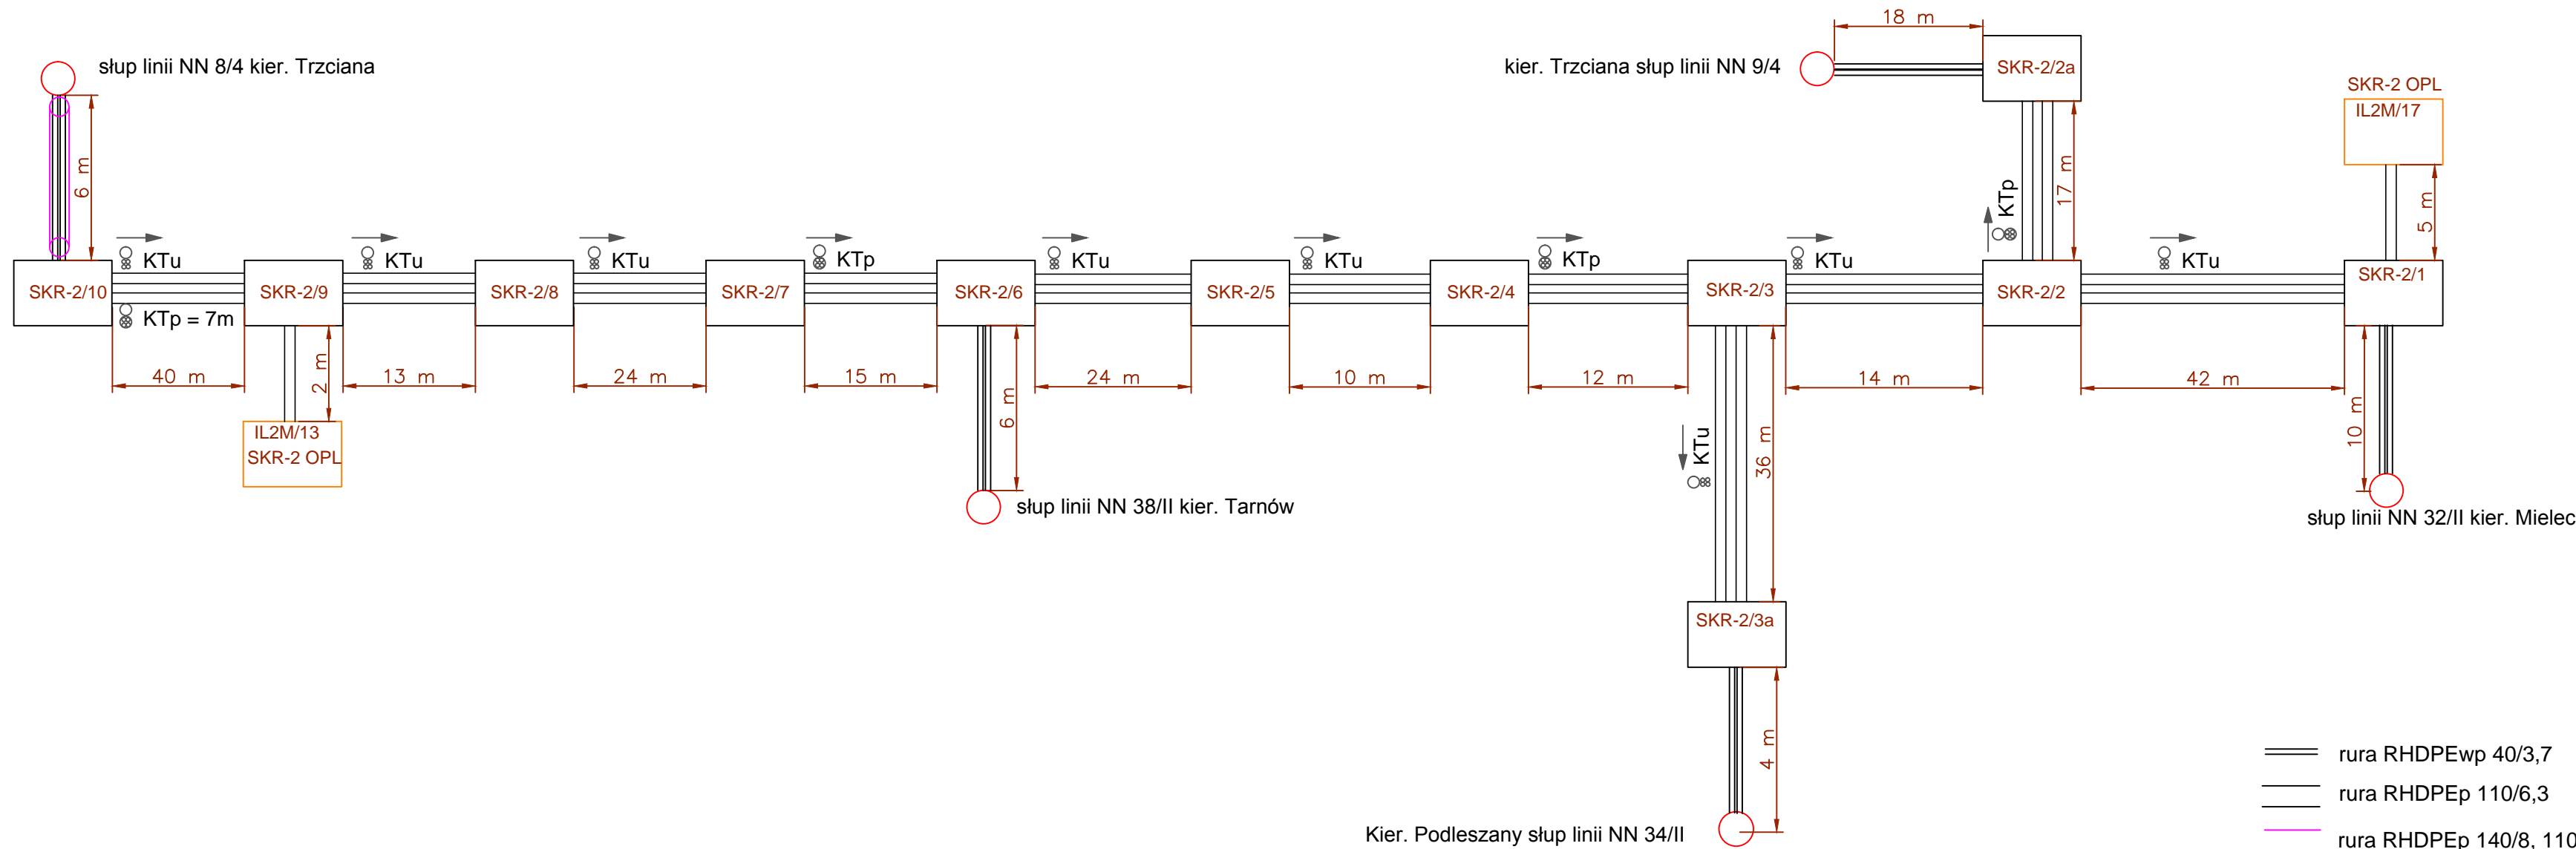 18 m
słup linii NN 8/4 kier. Trzciana
kier. Trzciana słup linii NN 9/4
SKR-2/2a
SKR-2 OPL
IL2M/17
6 m
17 m
KTp
5 m
KTu
KTu
KTu
KTp
KTu
KTu
KTp
KTu
KTu
SKR-2/10
SKR-2/9
SKR-2/8
SKR-2/7
SKR-2/6
SKR-2/5
SKR-2/4
SKR-2/3
SKR-2/2
SKR-2/1
KTp = 7m
40 m
2 m
13 m
24 m
15 m
6 m
24 m
10 m
12 m
14 m
42 m
10 m
IL2M/13
SKR-2 OPL
KTu
36 m
słup linii NN 38/II kier. Tarnów
słup linii NN 32/II kier. Mielec
SKR-2/3a
4 m
rura RHDPEwp 40/3,7
rura RHDPEp 110/6,3
Kier. Podleszany słup linii NN 34/II
rura RHDPEp 140/8, 110